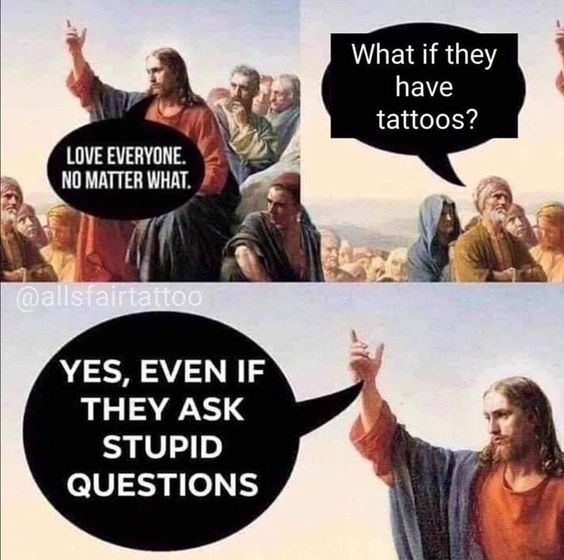 LOVE EVERYONE.
NO MATTER WHAT.
What if they
have
tattoos?
@allsfairtattoo
YES, EVEN IF
THEY ASK
STUPID
QUESTIONS